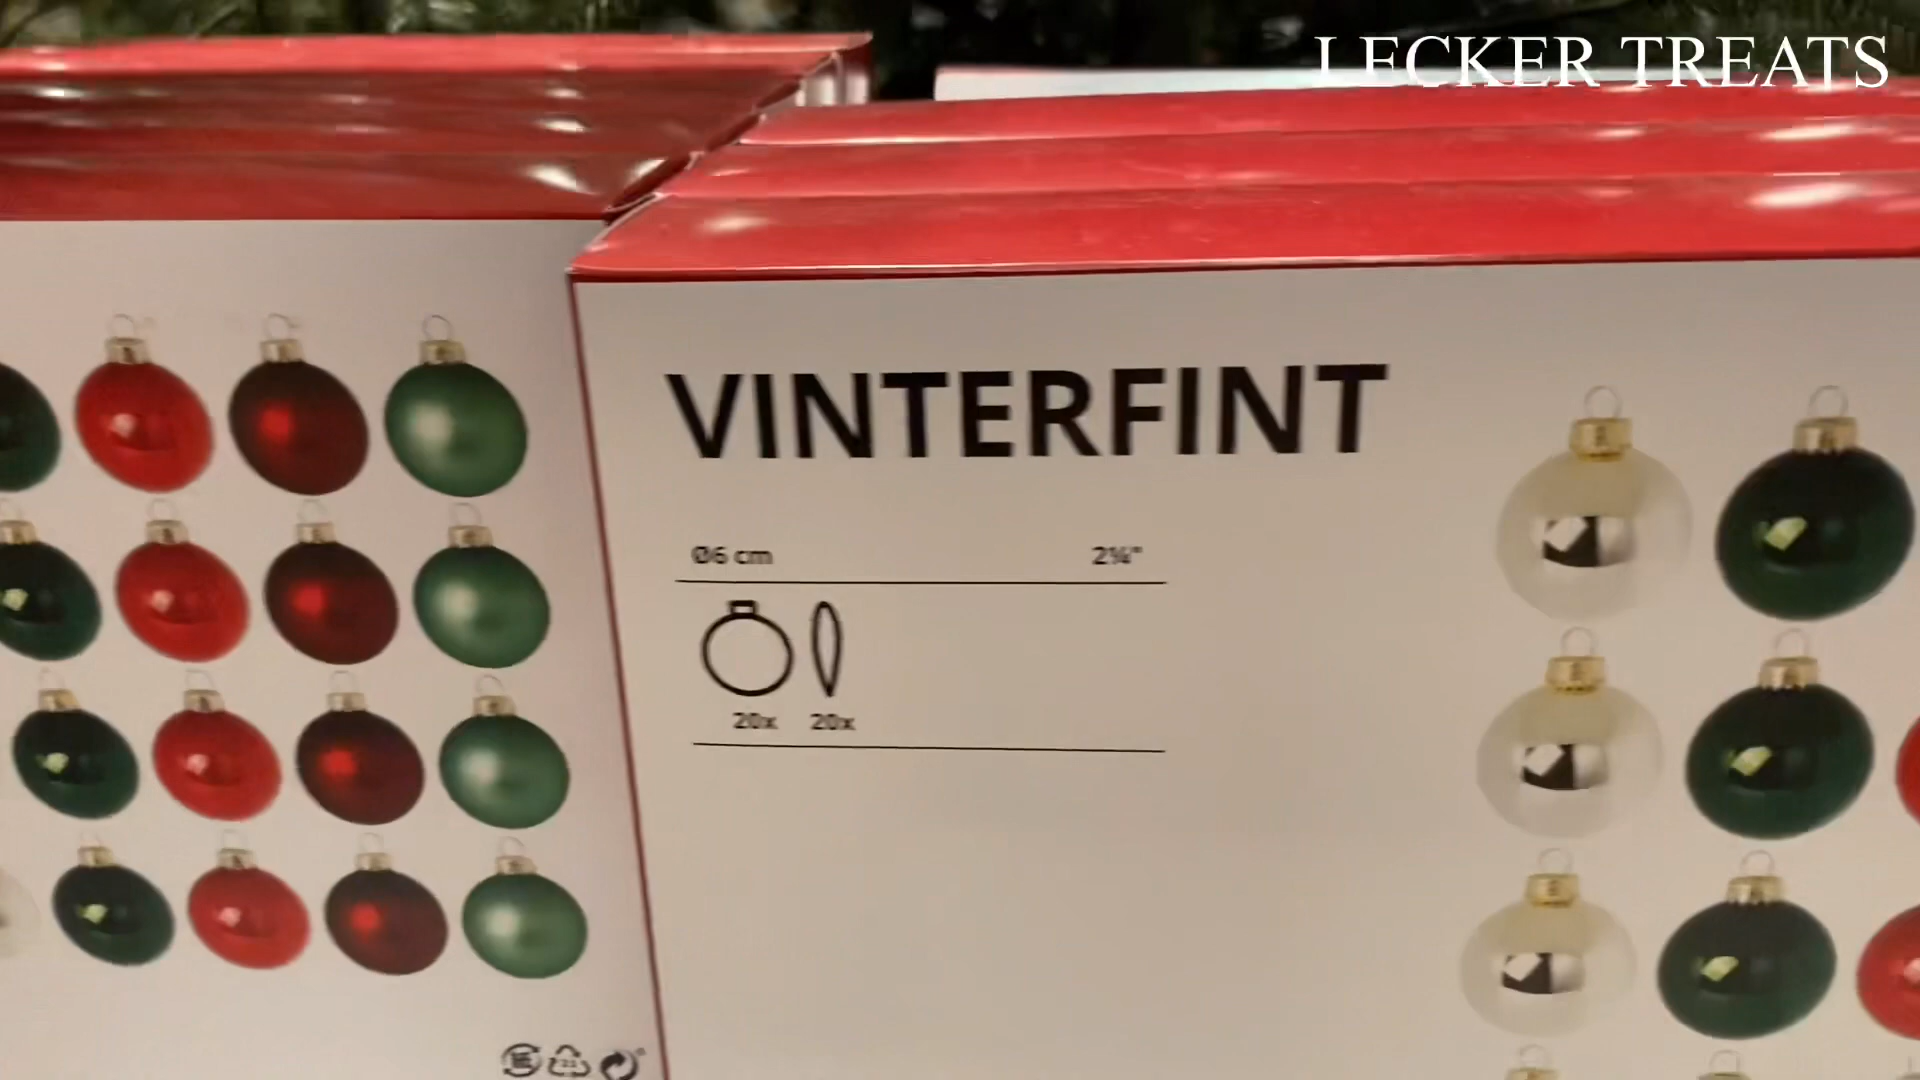 LECKER TREATS
VINTERFINT
Ø6 cm 2¼"
20x 20x